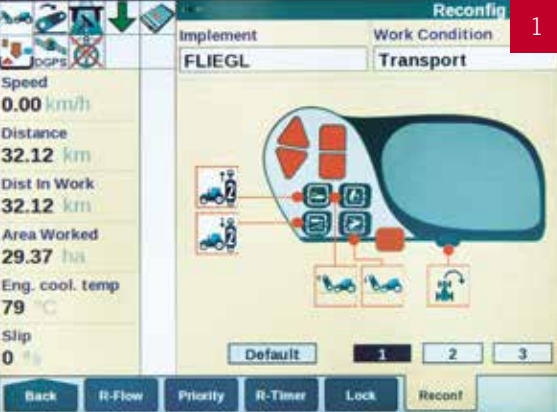 Reconfig
1
Implement
Work Condition
FLIEGL
Transport
DGPS
Speed
0.00 km/h
Distance
32.12 km
Dist In Work
32.12 km
Area Worked
29.37 ha
Eng. cool. temp
79 °C
Slip
0 %
2
2
Default
1
2
3
Back
R-Flow
Priority
R-Timer
Lock
Reconf